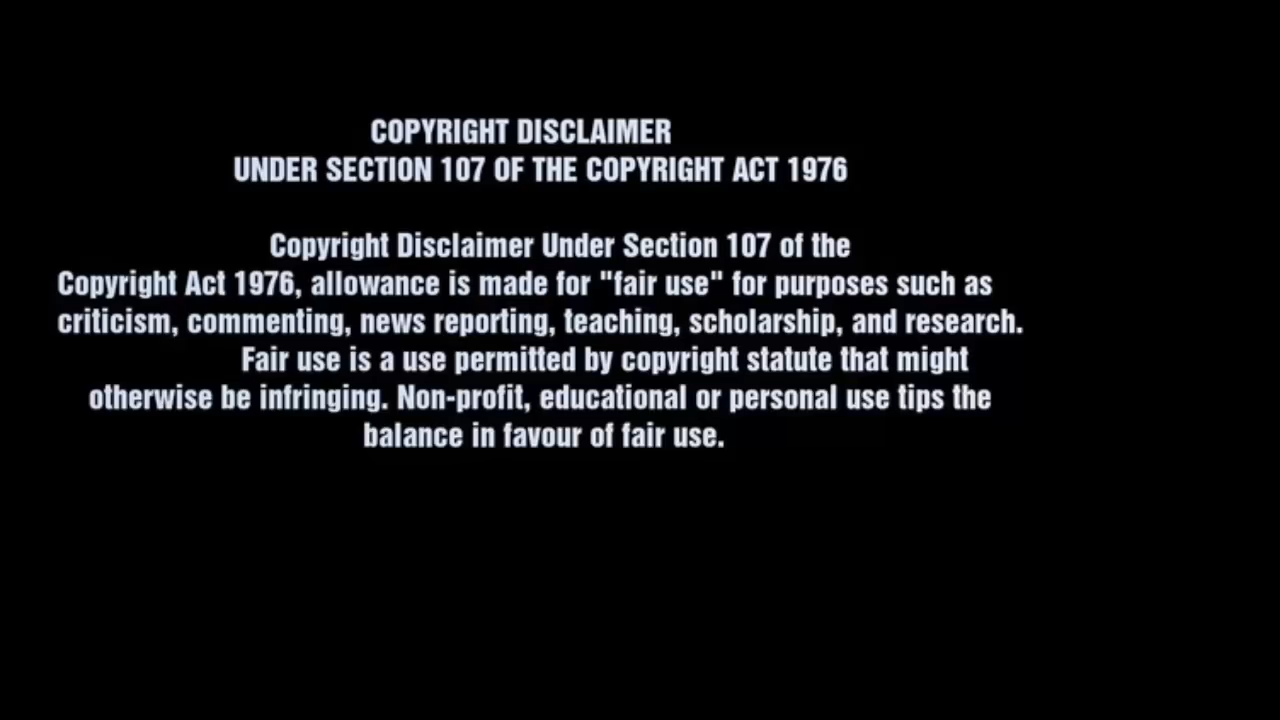 COPYRIGHT DISCLAIMER
UNDER SECTION 107 OF THE COPYRIGHT ACT 1976
Copyright Disclaimer Under Section 107 of the
Copyright Act 1976, allowance is made for "fair use" for purposes such as
criticism, commenting, news reporting, teaching, scholarship, and research.
Fair use is a use permitted by copyright statute that might
otherwise be infringing. Non-profit, educational or personal use tips the
balance in favour of fair use.